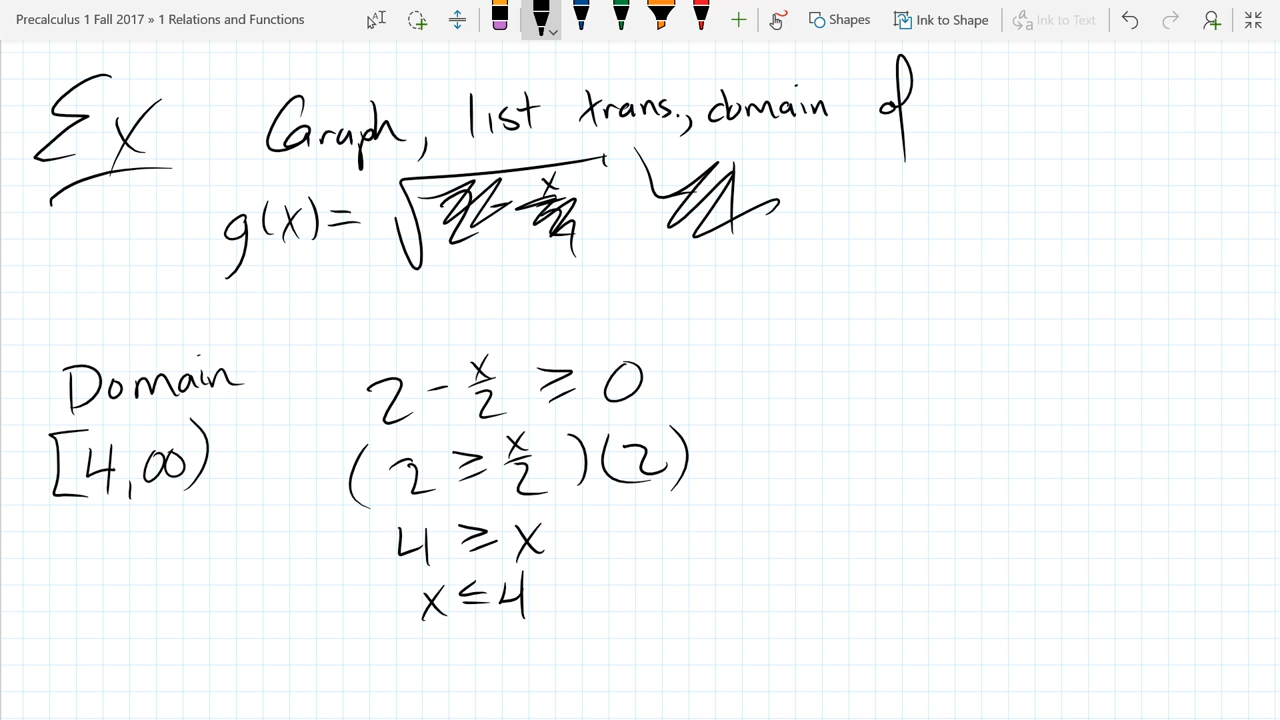 Precalculus 1 Fall 2017 » 1 Relations and Functions
Shapes
Ink to Shape
Ink to Text
Ex Graph, list trans., domain of
g(x) = √
Domain
[4, ∞)
2 - x/2 ≥ 0
(2 ≥ x/2)(2)
4 ≥ x
x ≤ 4